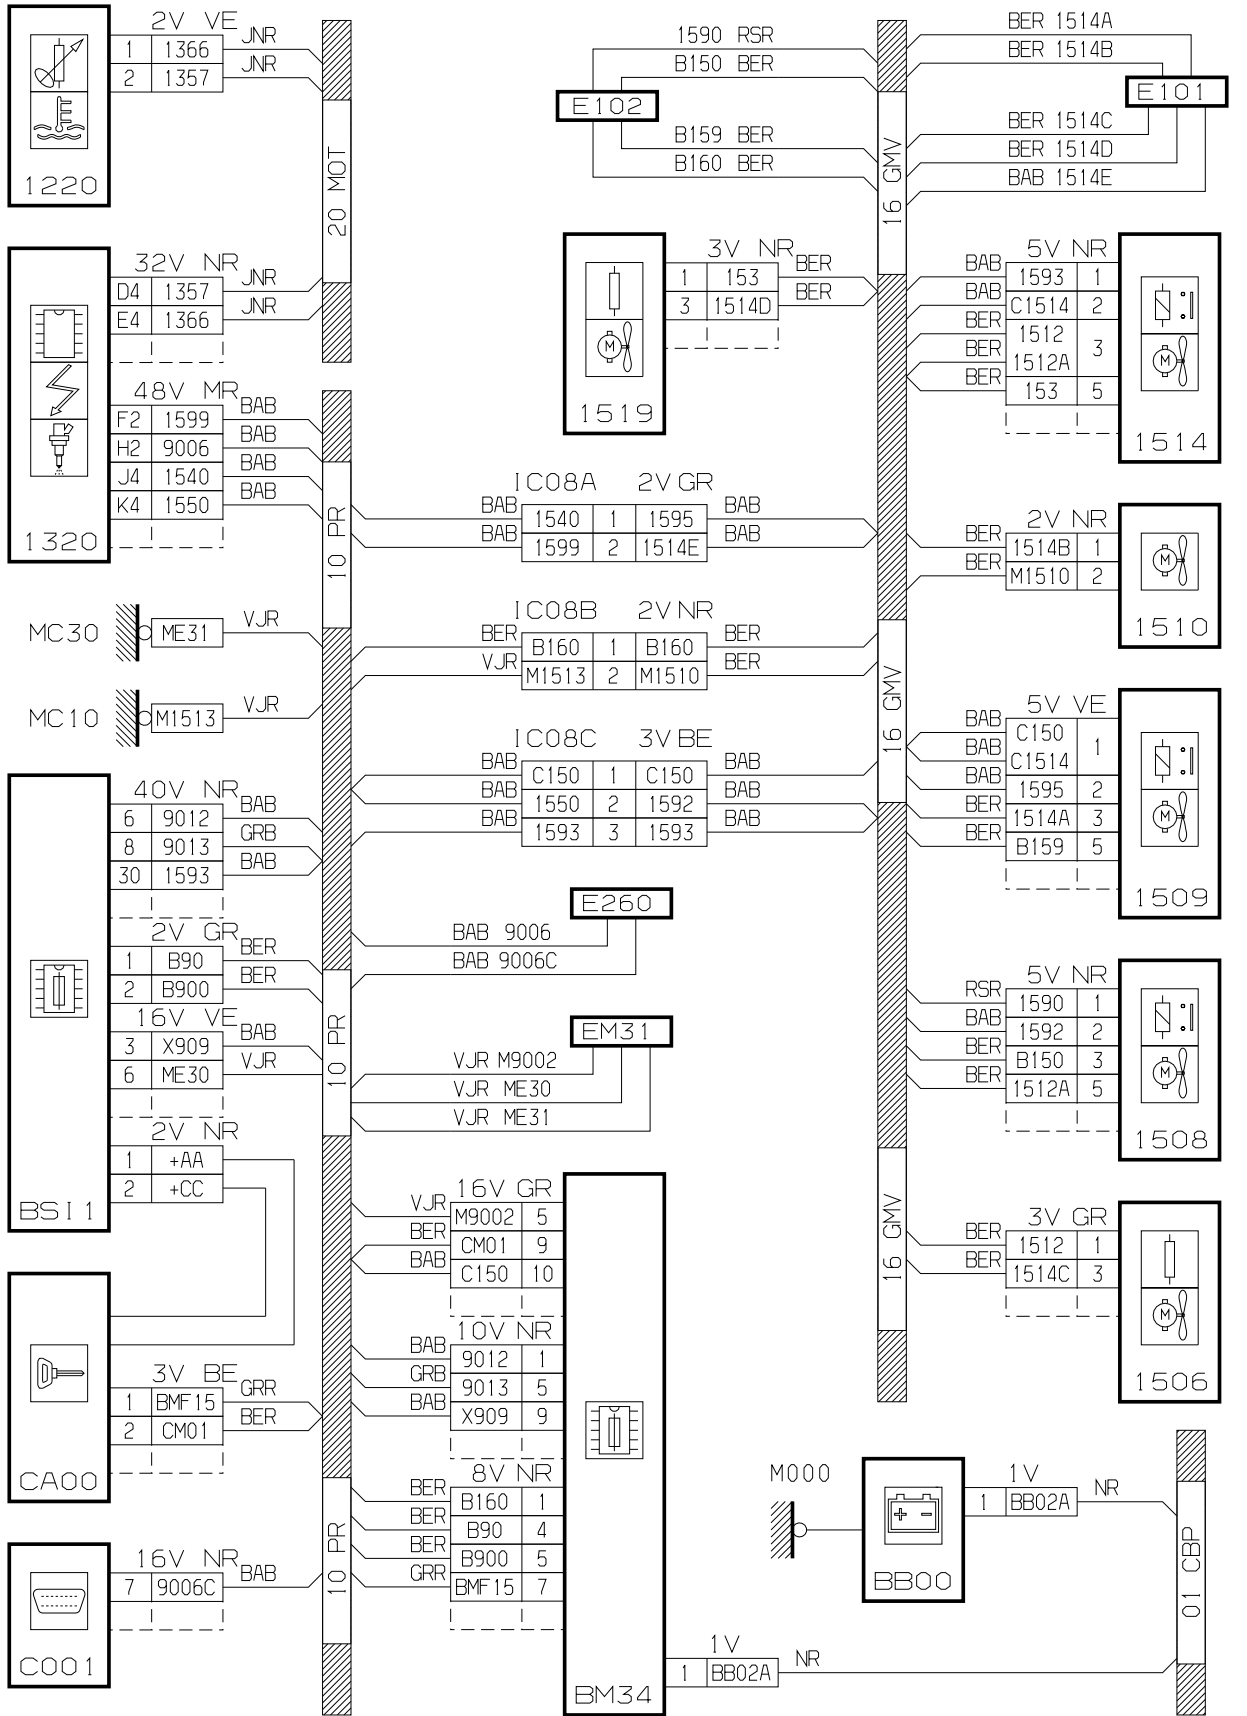 2V VE
1 1366 JNR
2 1357 JNR
1220
32V NR
D4 1357 JNR
E4 1366 JNR
48V MR
F2 1599 BAB
H2 9006 BAB
J4 1540 BAB
K4 1550 BAB
1320
MC30 ME31 VJR
MC10 M1513 VJR
40V NR
6 9012 BAB
8 9013 GRB
30 1593 BAB
2V GR
1 B90 BER
2 B900 BER
16V VE
3 X909 BAB
6 ME30 VJR
2V NR
1 +AA
2 +CC
BSI1
3V BE
1 BMF15 GRR
2 CM01 BER
CA00
16V NR
7 9006C BAB
C001
20 MOT
10 PR
10 PR
10 PR
1590 RSR
B150 BER
E102
B159 BER
B160 BER
3V NR
1 153 BER
3 1514D BER
1519
IC08A 2V GR
BAB 1540 1 1595 BAB
BAB 1599 2 1514E BAB
IC08B 2V NR
BER B160 1 B160 BER
VJR M1513 2 M1510 BER
IC08C 3V BE
BAB C150 1 C150 BAB
BAB 1550 2 1592 BAB
BAB 1593 3 1593 BAB
E260
BAB 9006
BAB 9006C
EM31
VJR M9002
VJR ME30
VJR ME31
16V GR
VJR M9002 5
BER CM01 9
BAB C150 10
10V NR
BAB 9012 1
GRB 9013 5
BAB X909 9
8V NR
BER B160 1
BER B90 4
BER B900 5
GRR BMF15 7
1V
1 BB02A NR
BM34
16 GMV
16 GMV
16 GMV
BER 1514A
BER 1514B
E101
BER 1514C
BER 1514D
BAB 1514E
5V NR
BAB 1593 1
BAB C1514 2
BER 1512
BER 1512A 3
BER 153 5
1514
2V NR
BER 1514B 1
BER M1510 2
1510
5V VE
BAB C150
BAB C1514 1
BAB 1595 2
BER 1514A 3
BER B159 5
1509
5V NR
RSR 1590 1
BAB 1592 2
BER B150 3
BER 1512A 5
1508
3V GR
BER 1512 1
BER 1514C 3
1506
M000
1V
1 BB02A NR
BB00
01 CBP
M
M
M
M
M
+ -